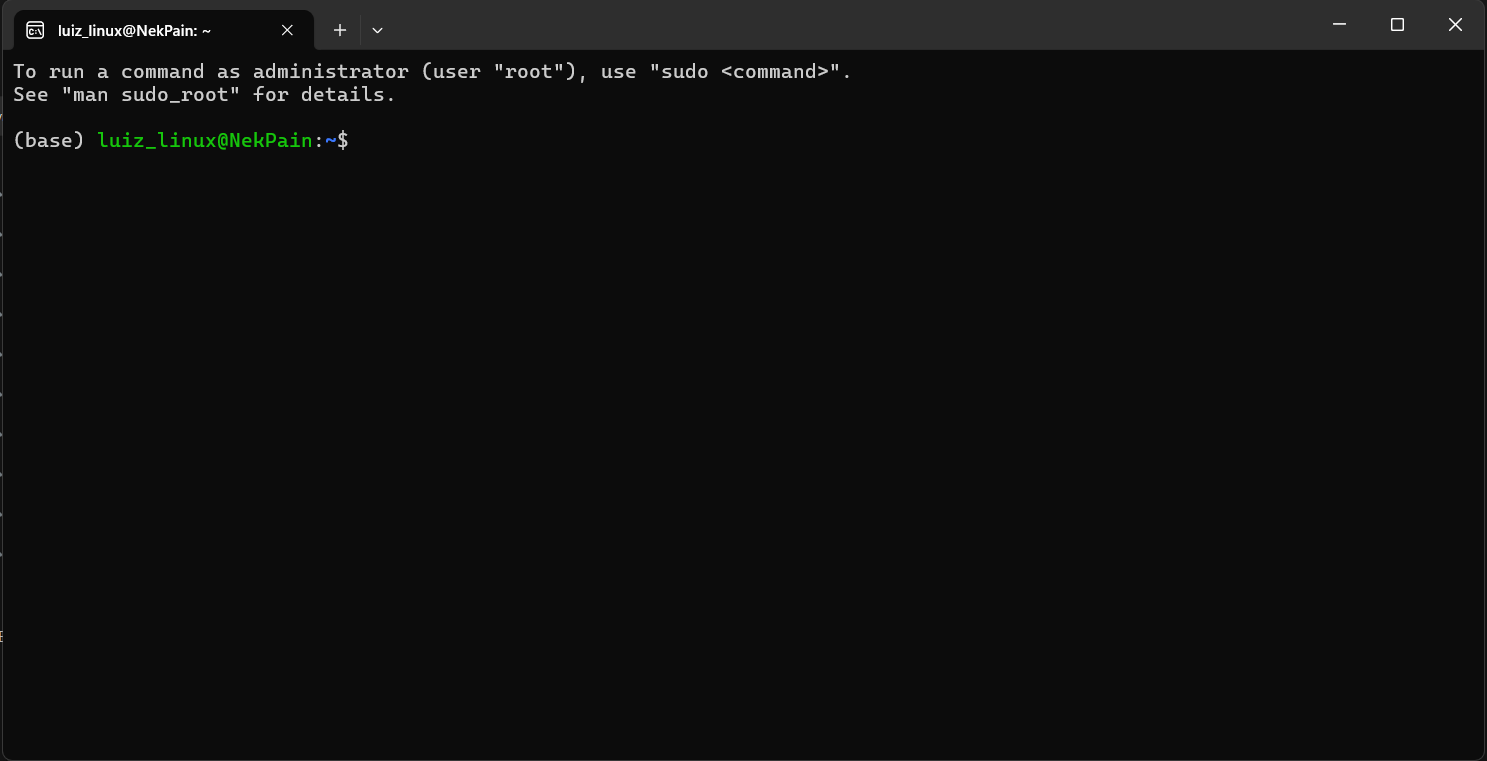 luiz_linux@NekPain: ~
To run a command as administrator (user "root"), use "sudo <command>".
See "man sudo_root" for details.
(base) luiz_linux@NekPain:~$